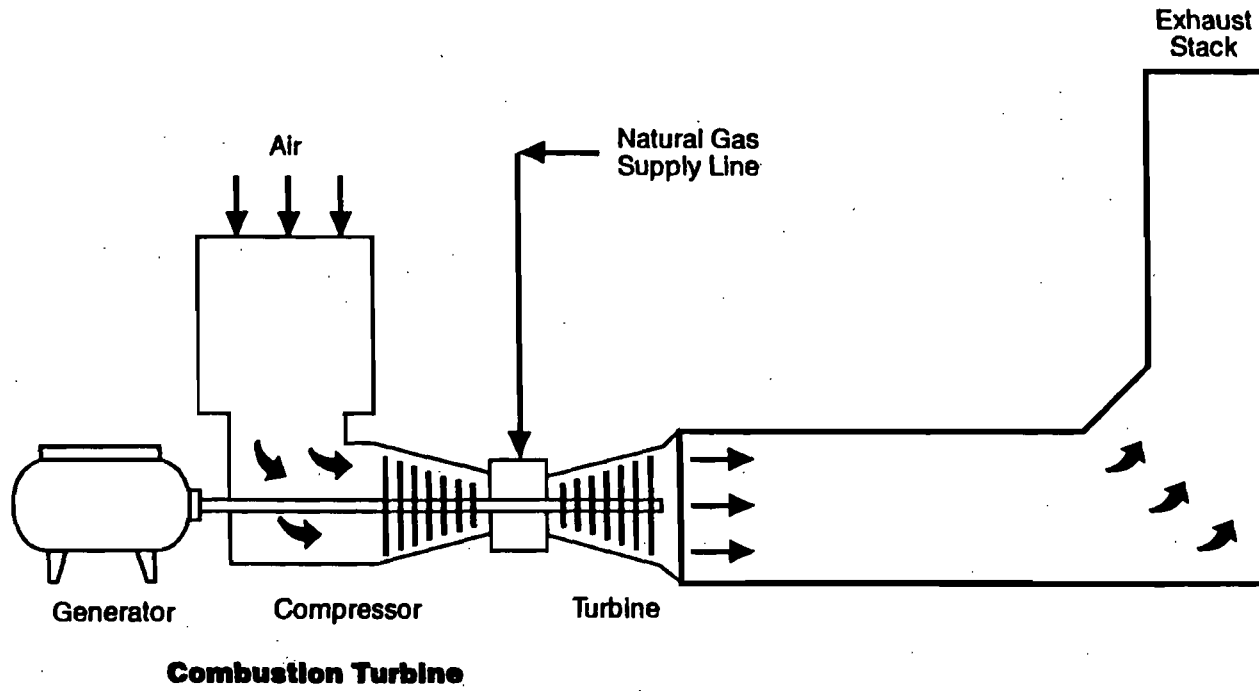 Exhaust
Stack
Air
Natural Gas
Supply Line
Generator
Compressor
Turbine
Combustion Turbine